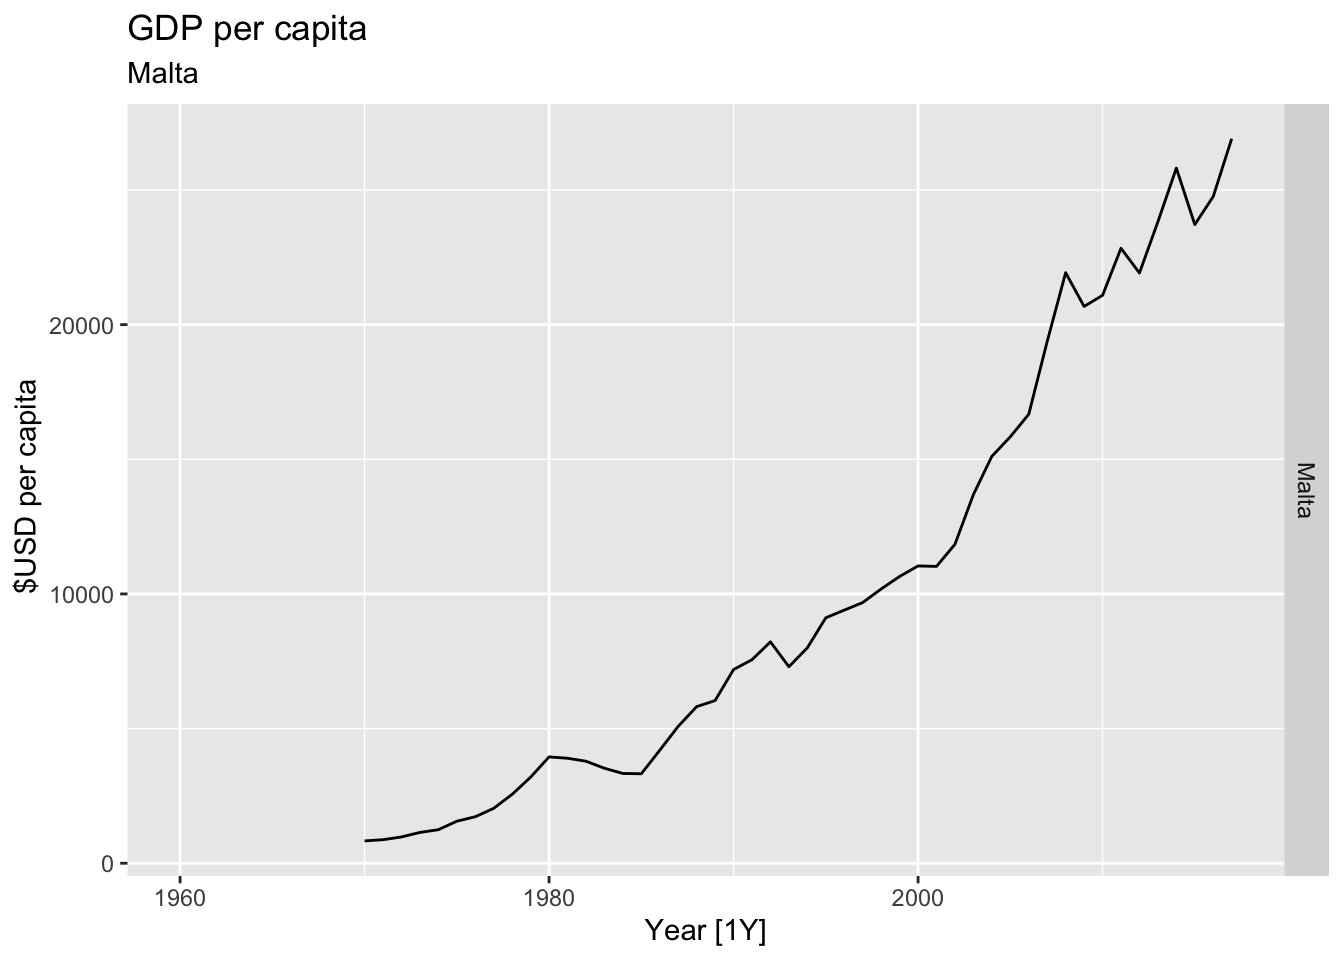 GDP per capita
Malta
$USD per capita
20000
10000
0
Malta
1960 1980 2000
Year [1Y]